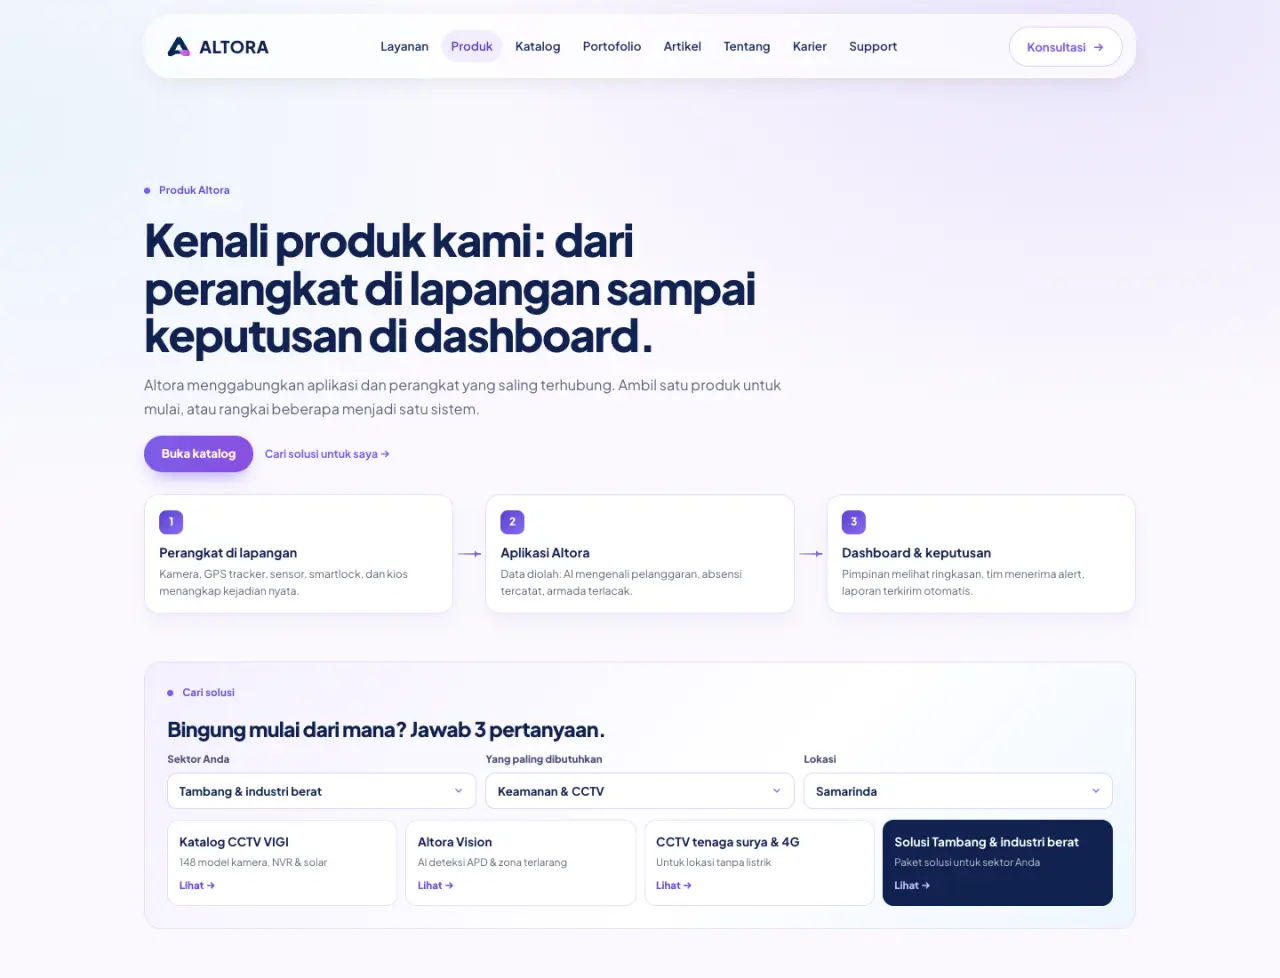 ALTORA
Layanan
Produk
Katalog
Portofolio
Artikel
Tentang
Karier
Support
Konsultasi →
Produk Altora
Kenali produk kami: dari
perangkat di lapangan sampai
keputusan di dashboard.
Altora menggabungkan aplikasi dan perangkat yang saling terhubung. Ambil satu produk untuk
mulai, atau rangkai beberapa menjadi satu sistem.
Buka katalog
Cari solusi untuk saya →
1
Perangkat di lapangan
Kamera, GPS tracker, sensor, smartlock, dan kios
menangkap kejadian nyata.
2
Aplikasi Altora
Data diolah: AI mengenali pelanggaran, absensi
tercatat, armada terlacak.
3
Dashboard & keputusan
Pimpinan melihat ringkasan, tim menerima alert,
laporan terkirim otomatis.
Cari solusi
Bingung mulai dari mana? Jawab 3 pertanyaan.
Sektor Anda
Tambang & industri berat
Yang paling dibutuhkan
Keamanan & CCTV
Lokasi
Samarinda
Katalog CCTV VIGI
148 model kamera, NVR & solar
Lihat →
Altora Vision
AI deteksi APD & zona terlarang
Lihat →
CCTV tenaga surya & 4G
Untuk lokasi tanpa listrik
Lihat →
Solusi Tambang & industri berat
Paket solusi untuk sektor Anda
Lihat →